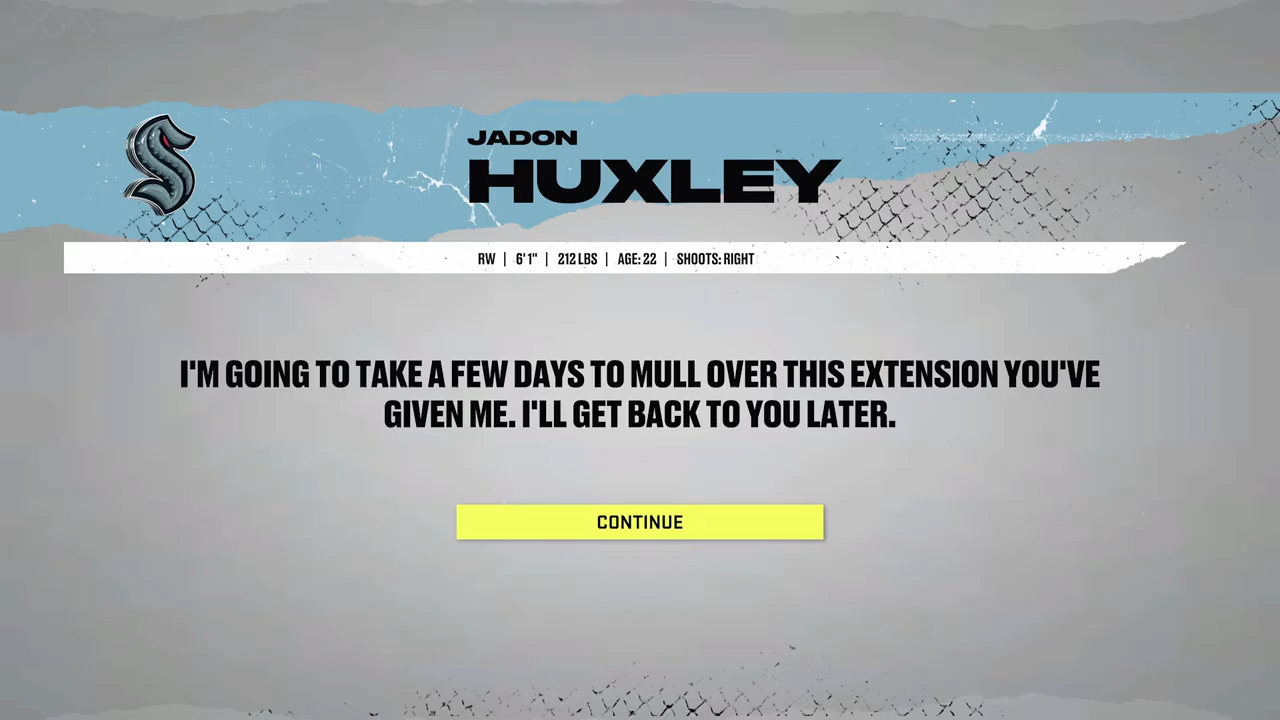 JADON
HUXLEY
RW | 6'1" | 212 LBS | AGE: 22 | SHOOTS: RIGHT
I'M GOING TO TAKE A FEW DAYS TO MULL OVER THIS EXTENSION YOU'VE
GIVEN ME. I'LL GET BACK TO YOU LATER.
CONTINUE